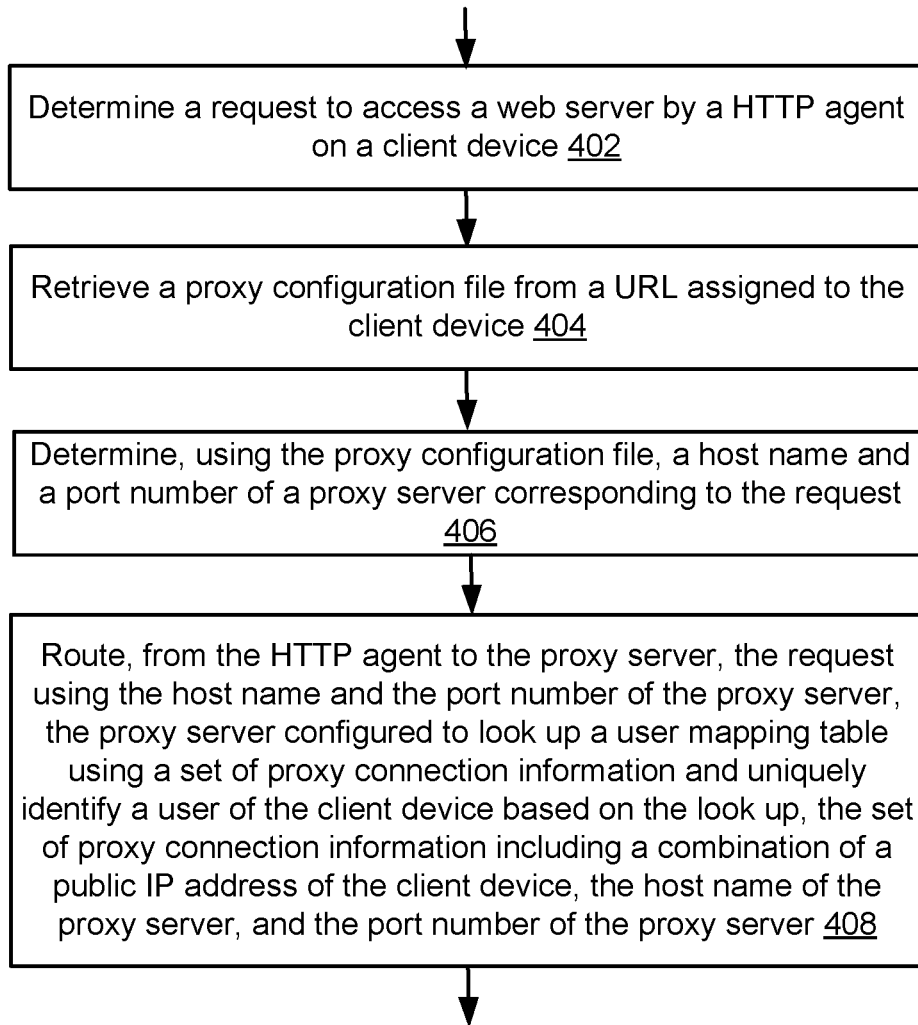 Determine a request to access a web server by a HTTP agent
on a client device 402
Retrieve a proxy configuration file from a URL assigned to the
client device 404
Determine, using the proxy configuration file, a host name and
a port number of a proxy server corresponding to the request
406
Route, from the HTTP agent to the proxy server, the request
using the host name and the port number of the proxy server,
the proxy server configured to look up a user mapping table
using a set of proxy connection information and uniquely
identify a user of the client device based on the look up, the set
of proxy connection information including a combination of a
public IP address of the client device, the host name of the
proxy server, and the port number of the proxy server 408